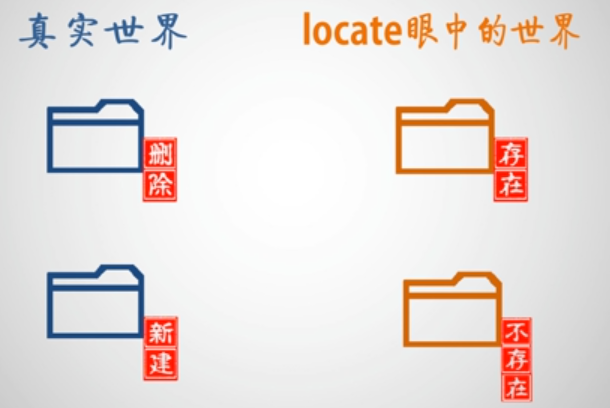 真实世界
locate眼中的世界
删除
存在
新建
不存在